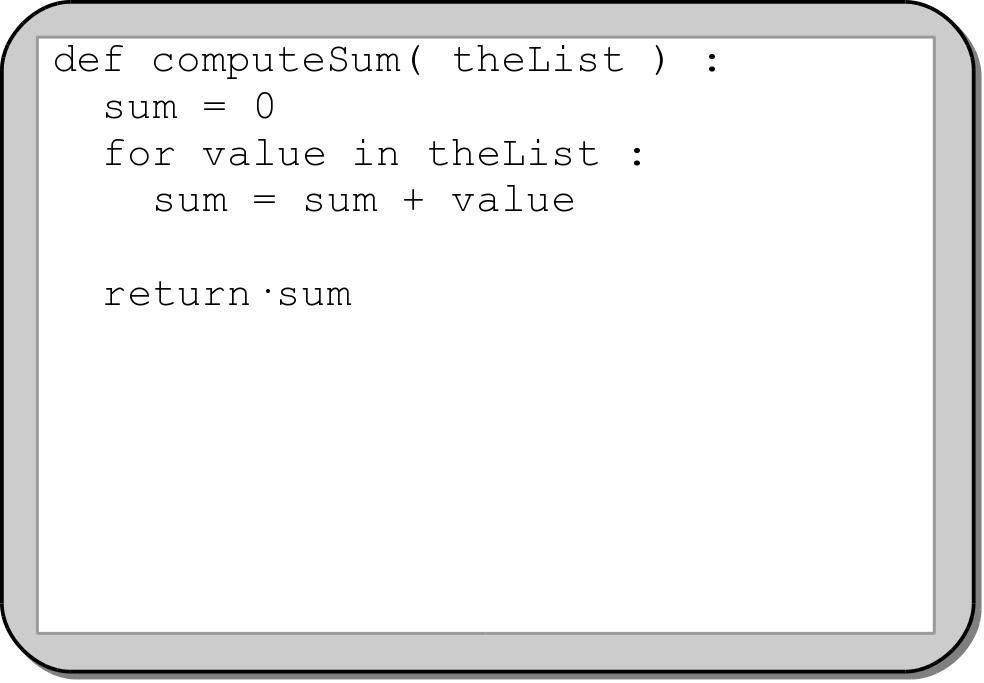 def computeSum( theList ) :
  sum = 0
  for value in theList :
    sum = sum + value

  return·sum